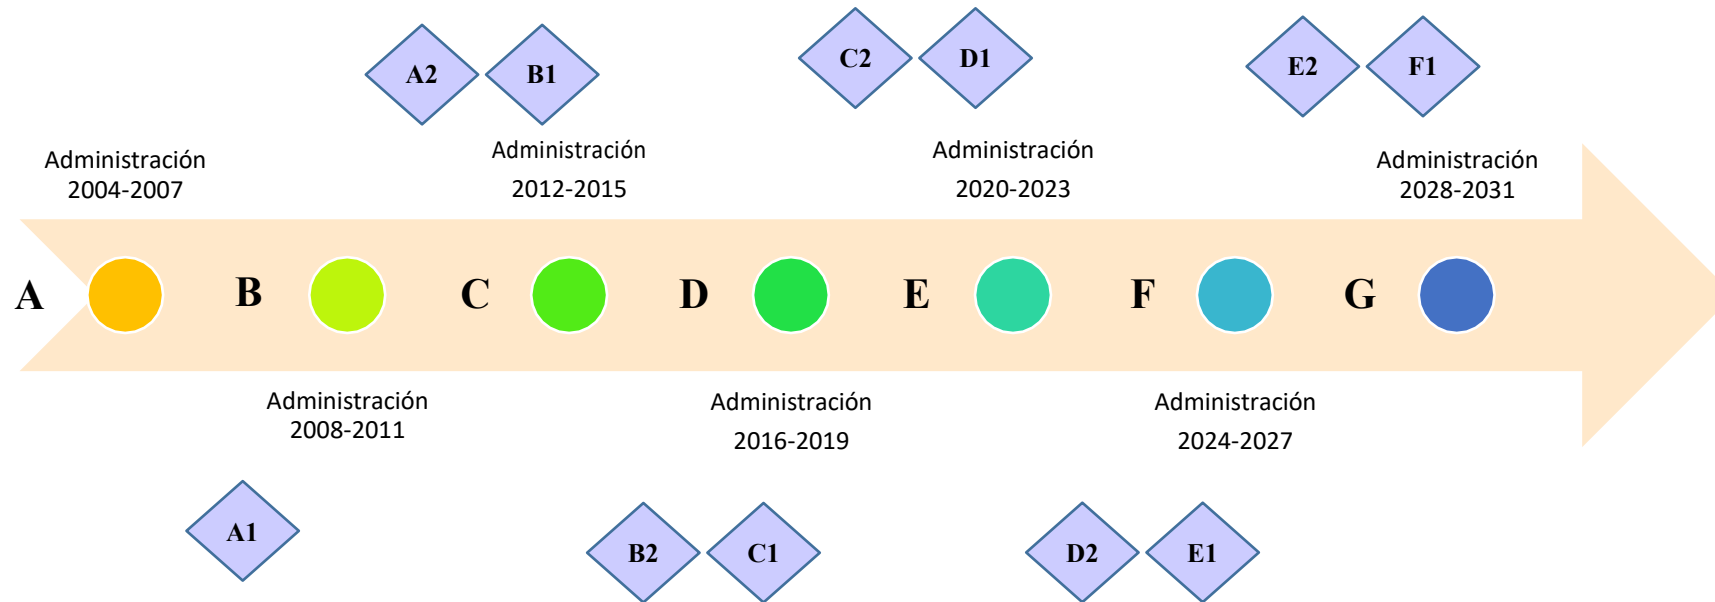 A2
B1
C2
D1
E2
F1
Administración
2004-2007
Administración
2012-2015
Administración
2020-2023
Administración
2028-2031
A
B
C
D
E
F
G
Administración
2008-2011
Administración
2016-2019
Administración
2024-2027
A1
B2
C1
D2
E1